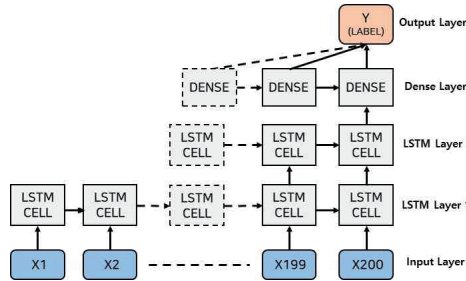 Y
(LABEL)
Output Layer
DENSE
DENSE
DENSE
Dense Layer
LSTM
CELL
LSTM
CELL
LSTM
CELL
LSTM Layer
LSTM
CELL
LSTM
CELL
LSTM
CELL
LSTM
CELL
LSTM
CELL
LSTM Layer
X1
X2
X199
X200
Input Layer